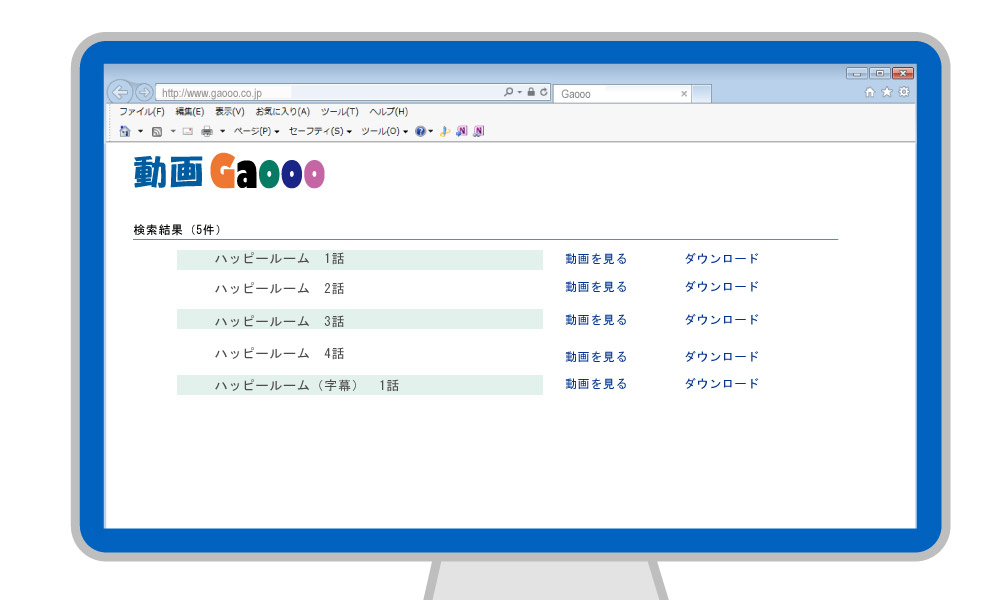 http://www.gaooo.co.jp
Gaooo
ファイル(F) 編集(E) 表示(V) お気に入り(A) ツール(T) ヘルプ(H)
ページ(P) セーフティ(S) ツール(O)
動画 Gaooo
検索結果（5件）
ハッピールーム　1話 動画を見る ダウンロード
ハッピールーム　2話 動画を見る ダウンロード
ハッピールーム　3話 動画を見る ダウンロード
ハッピールーム　4話 動画を見る ダウンロード
ハッピールーム（字幕）　1話 動画を見る ダウンロード